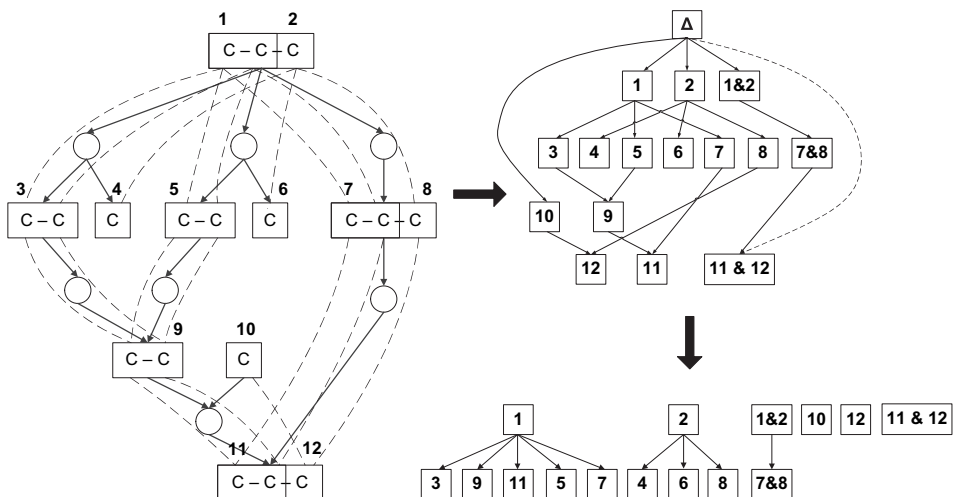 1 2
C – C – C
3 4 5 6 7 8
C – C C C – C C C – C – C
9 10
C – C C
11 12
C – C – C
Δ
1 2 1&2
3 4 5 6 7 8 7&8
10 9
12 11 11 & 12
1 2 1&2 10 12 11 & 12
3 9 11 5 7 4 6 8 7&8